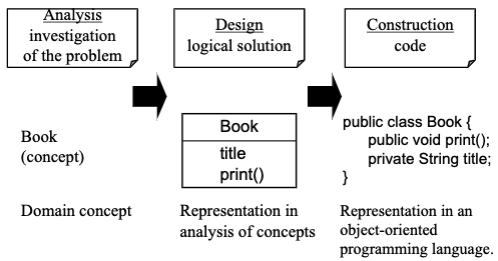 Analysis
investigation
of the problem
Design
logical solution
Construction
code
Book
(concept)
Book
title
print()
public class Book {
public void print();
private String title;
}
Domain concept
Representation in
analysis of concepts
Representation in an
object-oriented
programming language.